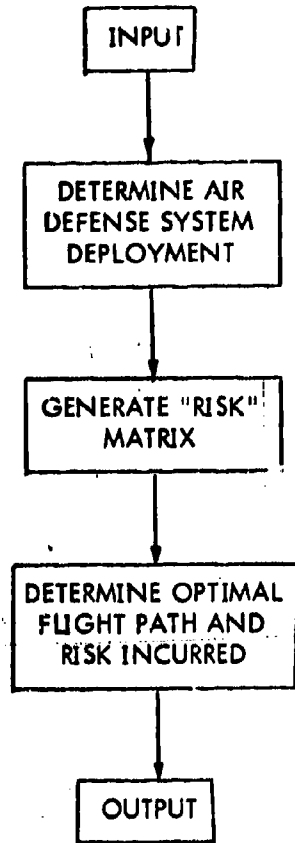 INPUT
DETERMINE AIR
DEFENSE SYSTEM
DEPLOYMENT
GENERATE "RISK"
MATRIX
DETERMINE OPTIMAL
FLIGHT PATH AND
RISK INCURRED
OUTPUT